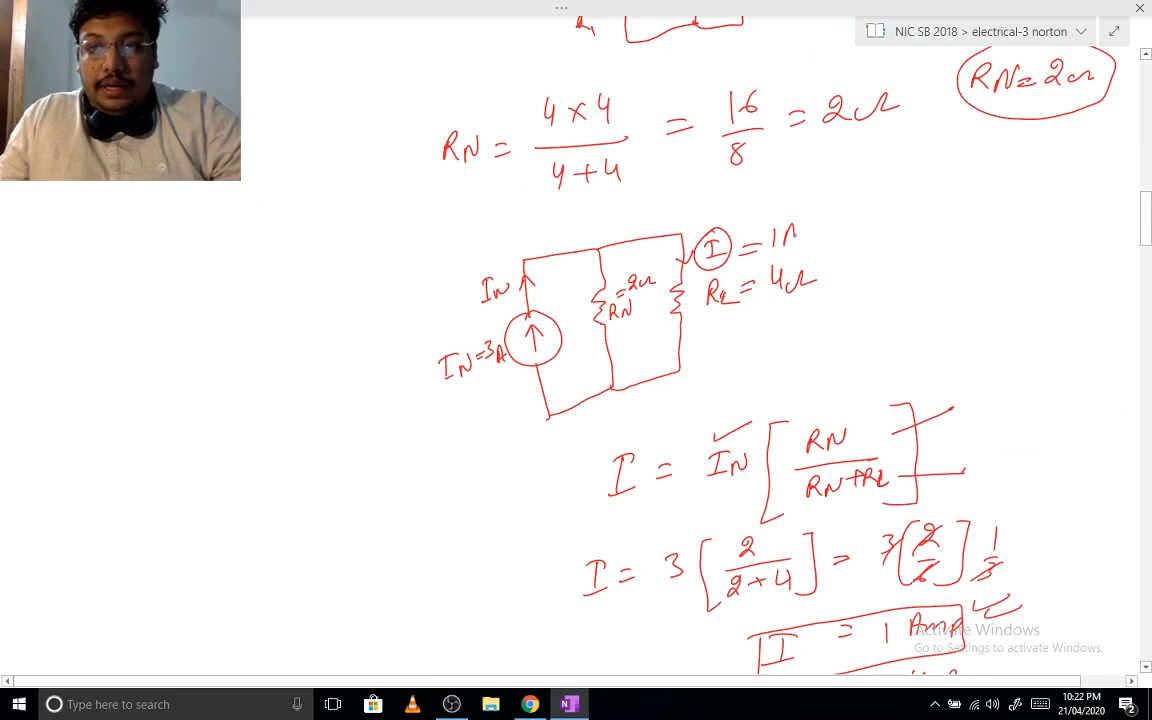 NIC SB 2018 > electrical-3 norton
RN = 2Ω
RN = 4 × 4 / 4 + 4 = 16 / 8 = 2Ω
I = 1A
IN
= 2Ω
RN
RL = 4Ω
IN = 3A
I = IN [ RN / RN + RL ]
I = 3 [ 2 / 2 + 4 ] = 3 [ 2 / 6 ] 1 / 3
I = 1 Amp
Activate Windows
Go to Settings to activate Windows.
Type here to search
10:22 PM
21/04/2020
2